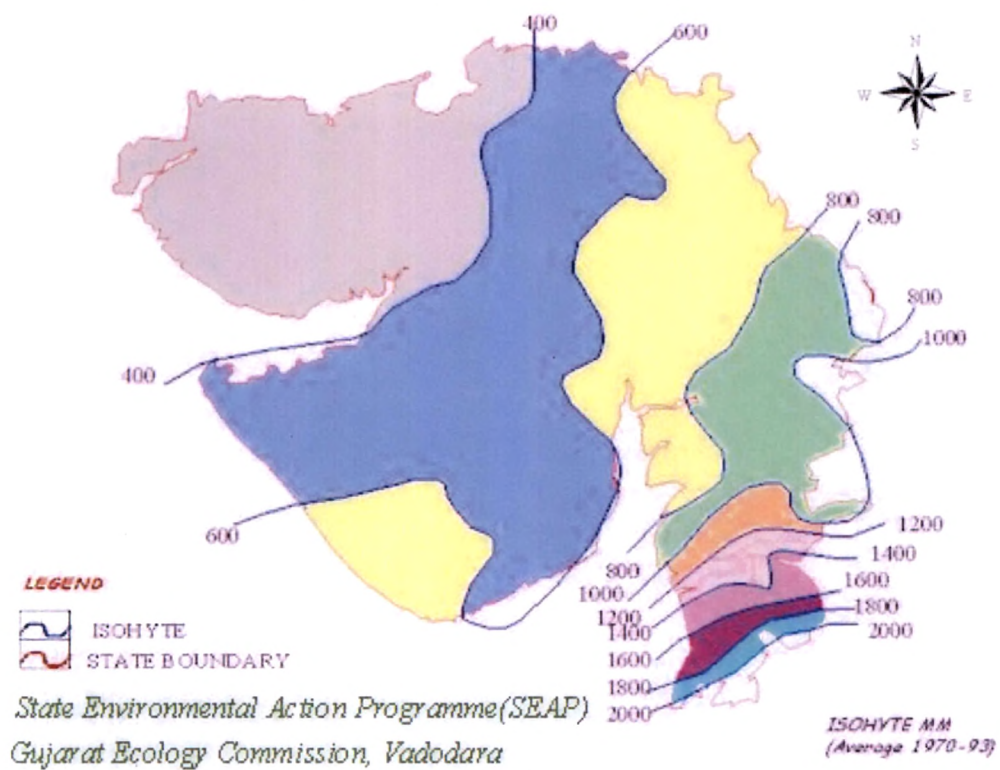 400
600
N
W E
S
800
800
800
1000
400
600
1200
800
1400
1000
1600
1200
1800
1400
2000
1600
1800
2000
LEGEND
ISOHYTE
STATE BOUNDARY
State Environmental Action Programme(SEAP)
Gujarat Ecology Commission, Vadodara
ISOHYTE MM
(Average 1970-93)